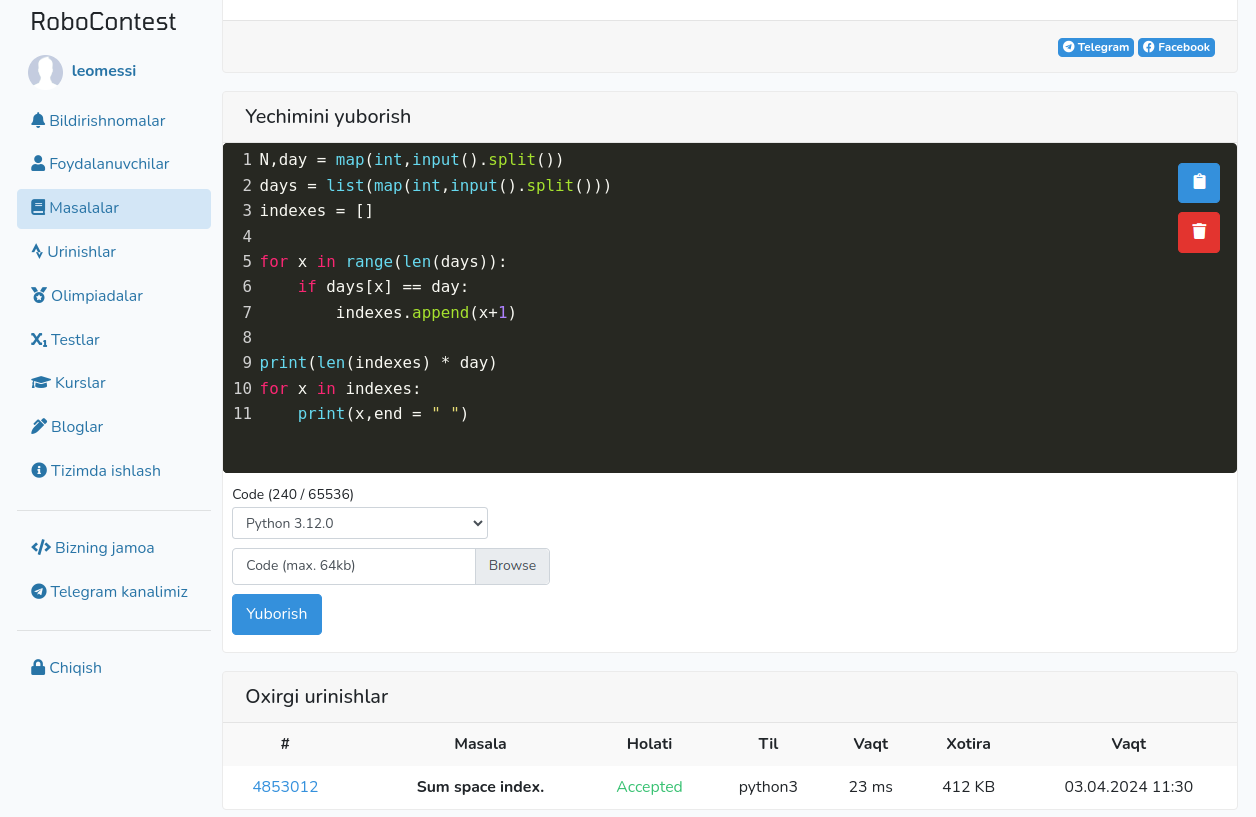 RoboContest
leomessi
Bildirishnomalar
Foydalanuvchilar
Masalalar
Urinishlar
Olimpiadalar
Testlar
Kurslar
Bloglar
Tizimda ishlash
Bizning jamoa
Telegram kanalimiz
Chiqish
Telegram Facebook
Yechimini yuborish
1 N,day = map(int,input().split())
2 days = list(map(int,input().split()))
3 indexes = []
4
5 for x in range(len(days)):
6     if days[x] == day:
7         indexes.append(x+1)
8
9 print(len(indexes) * day)
10 for x in indexes:
11     print(x,end = " ")
Code (240 / 65536)
Python 3.12.0
Code (max. 64kb) Browse
Yuborish
Oxirgi urinishlar
# Masala Holati Til Vaqt Xotira Vaqt
4853012 Sum space index. Accepted python3 23 ms 412 KB 03.04.2024 11:30